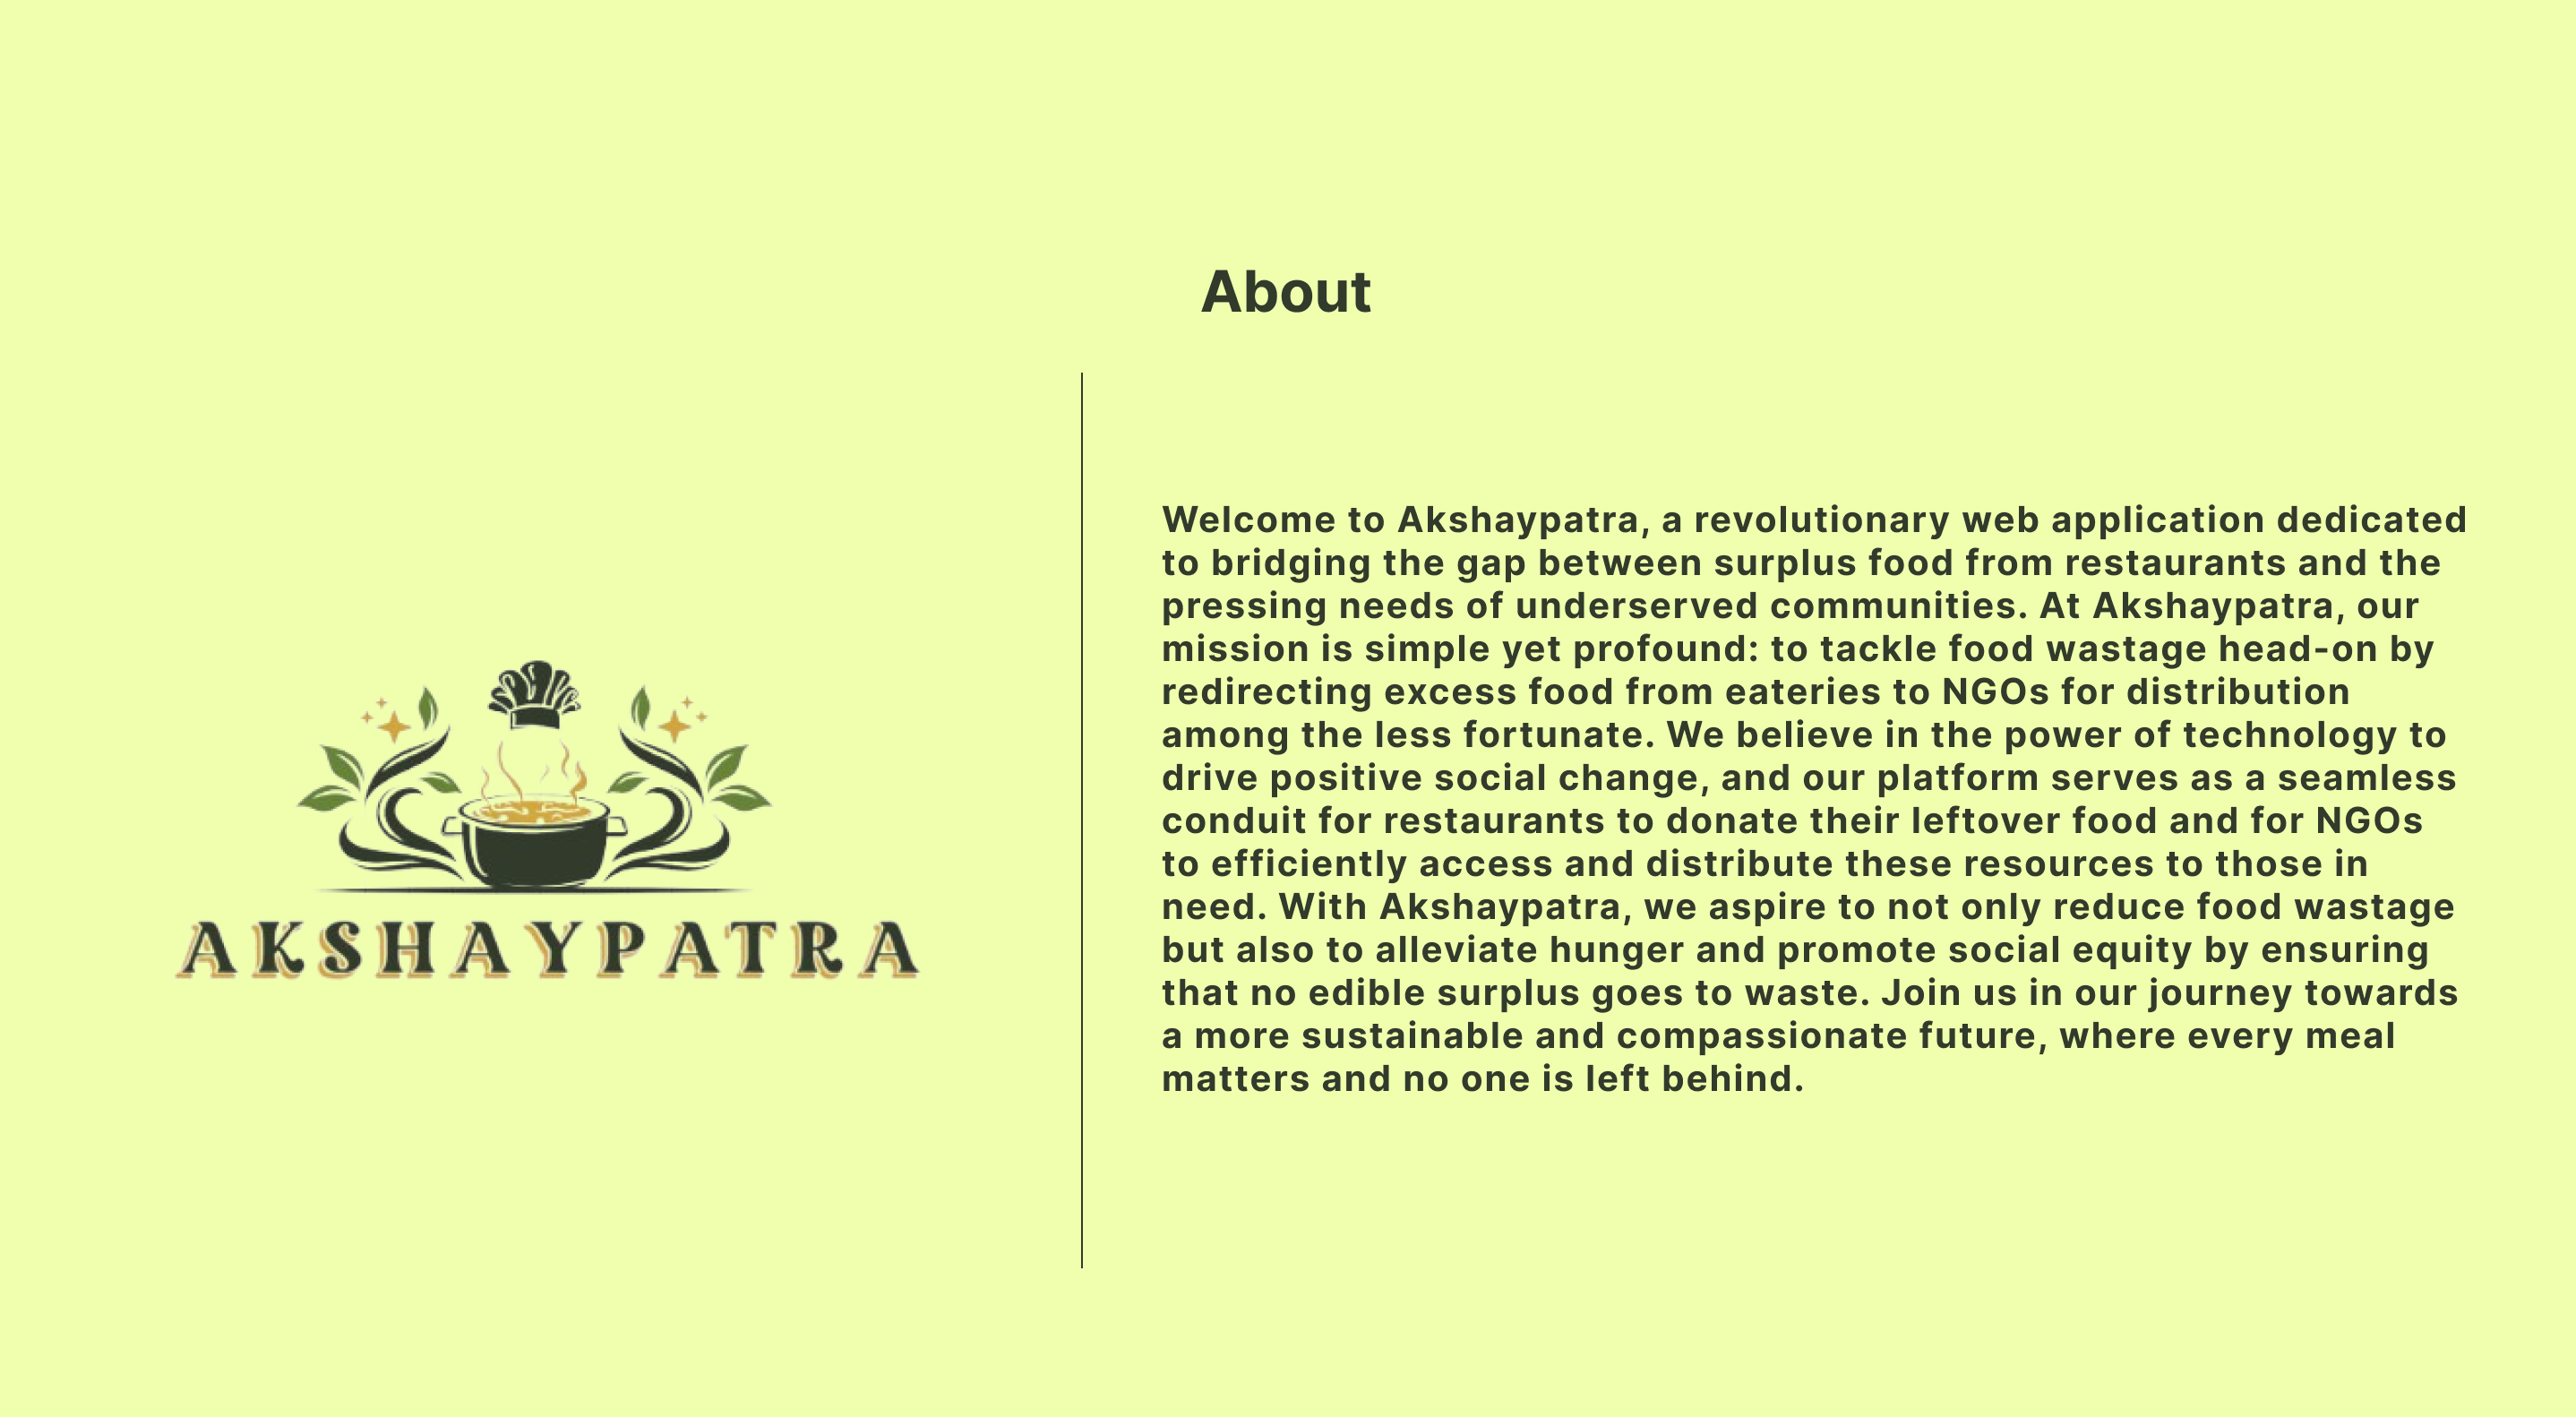 About
AKSHAYPATRA
Welcome to Akshaypatra, a revolutionary web application dedicated
to bridging the gap between surplus food from restaurants and the
pressing needs of underserved communities. At Akshaypatra, our
mission is simple yet profound: to tackle food wastage head-on by
redirecting excess food from eateries to NGOs for distribution
among the less fortunate. We believe in the power of technology to
drive positive social change, and our platform serves as a seamless
conduit for restaurants to donate their leftover food and for NGOs
to efficiently access and distribute these resources to those in
need. With Akshaypatra, we aspire to not only reduce food wastage
but also to alleviate hunger and promote social equity by ensuring
that no edible surplus goes to waste. Join us in our journey towards
a more sustainable and compassionate future, where every meal
matters and no one is left behind.